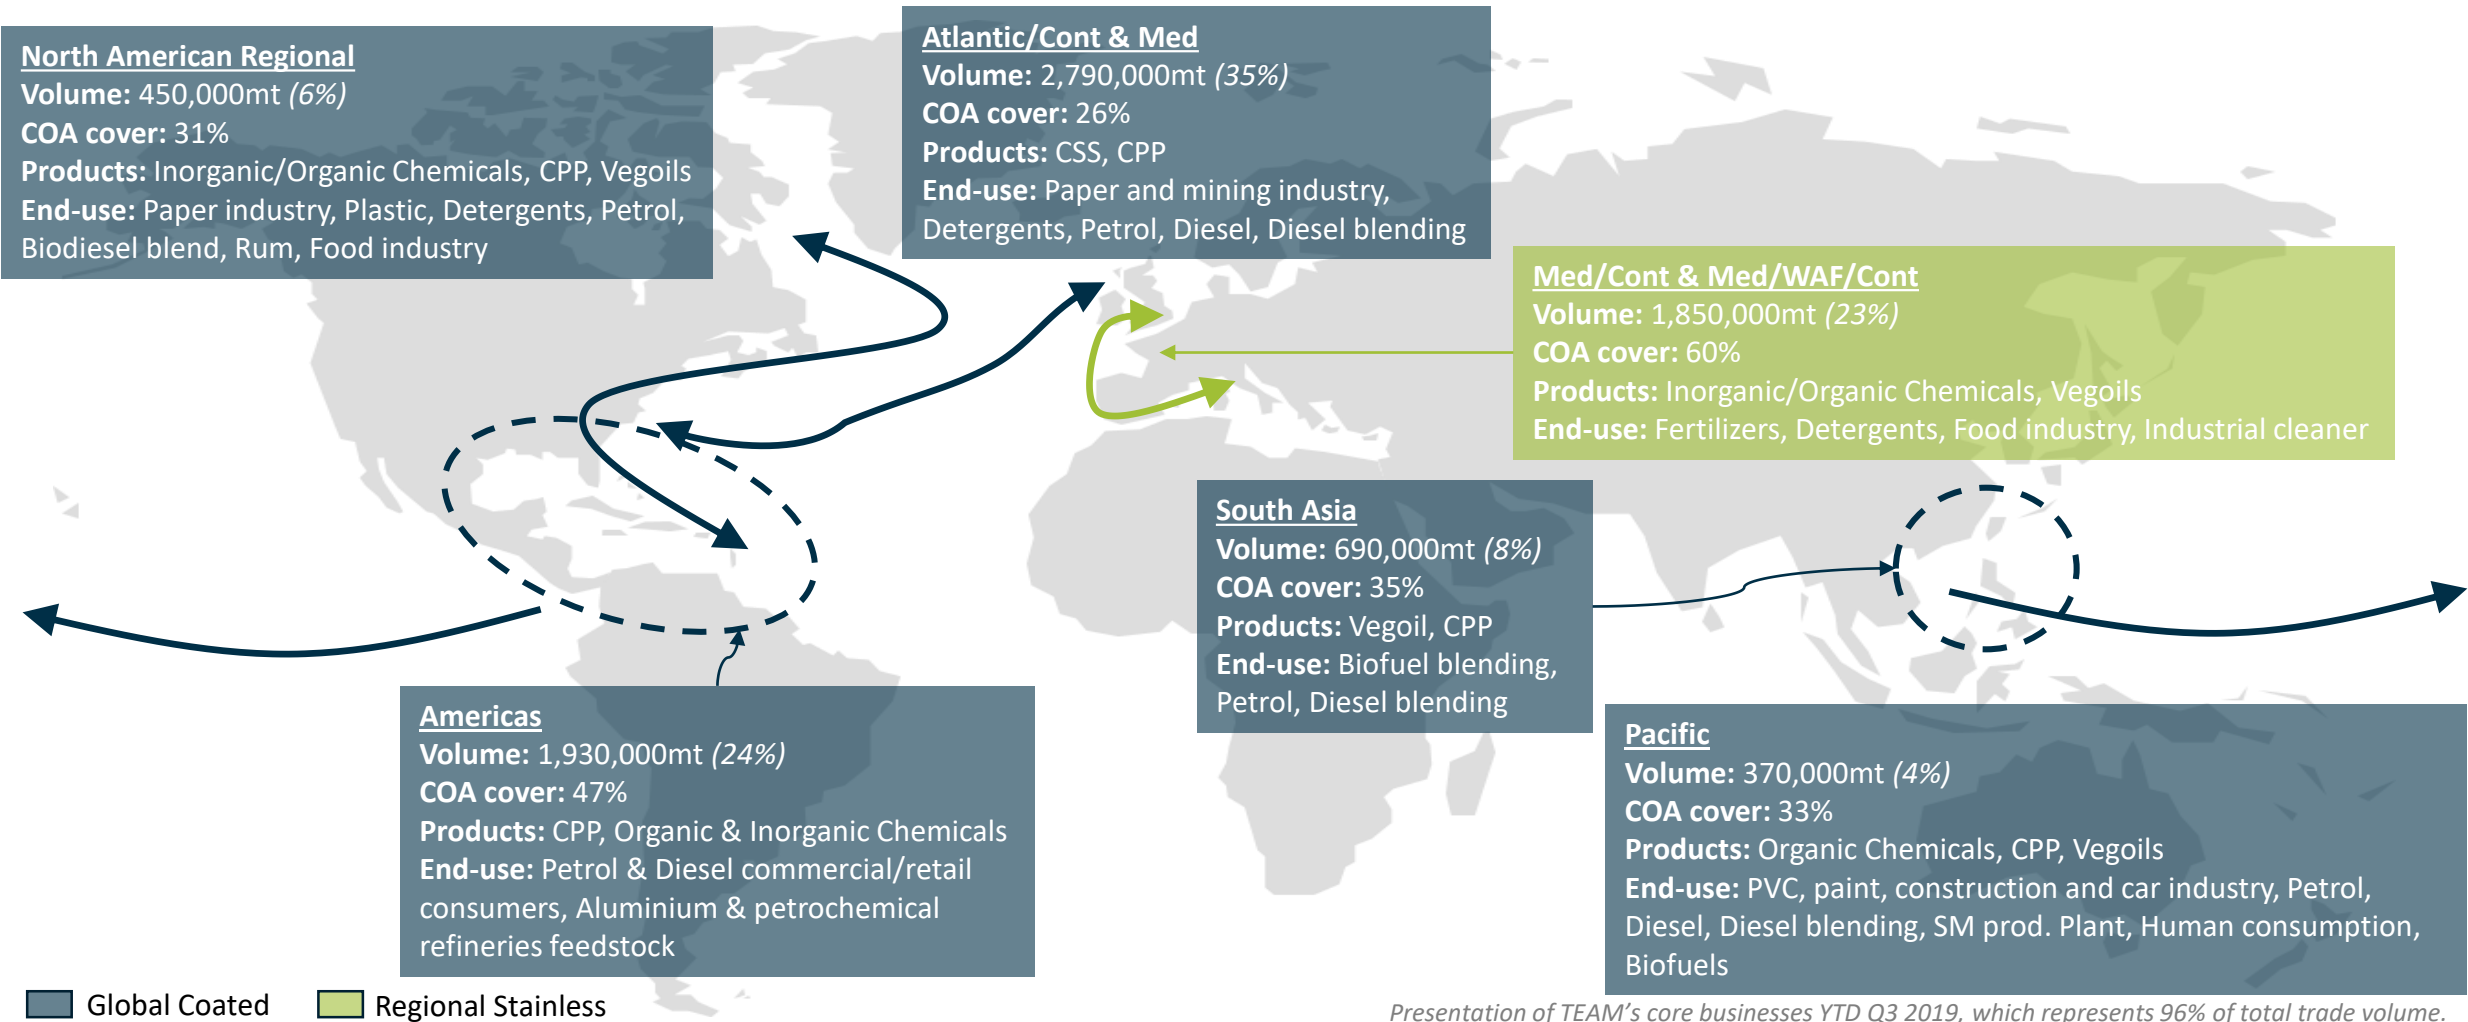 North American Regional
Volume: 450,000mt (6%)
COA cover: 31%
Products: Inorganic/Organic Chemicals, CPP, Vegoils
End-use: Paper industry, Plastic, Detergents, Petrol,
Biodiesel blend, Rum, Food industry
Atlantic/Cont & Med
Volume: 2,790,000mt (35%)
COA cover: 26%
Products: CSS, CPP
End-use: Paper and mining industry,
Detergents, Petrol, Diesel, Diesel blending
Med/Cont & Med/WAF/Cont
Volume: 1,850,000mt (23%)
COA cover: 60%
Products: Inorganic/Organic Chemicals, Vegoils
End-use: Fertilizers, Detergents, Food industry, Industrial cleaner
South Asia
Volume: 690,000mt (8%)
COA cover: 35%
Products: Vegoil, CPP
End-use: Biofuel blending,
Petrol, Diesel blending
Americas
Volume: 1,930,000mt (24%)
COA cover: 47%
Products: CPP, Organic & Inorganic Chemicals
End-use: Petrol & Diesel commercial/retail
consumers, Aluminium & petrochemical
refineries feedstock
Pacific
Volume: 370,000mt (4%)
COA cover: 33%
Products: Organic Chemicals, CPP, Vegoils
End-use: PVC, paint, construction and car industry, Petrol,
Diesel, Diesel blending, SM prod. Plant, Human consumption,
Biofuels
Global Coated
Regional Stainless
Presentation of TEAM's core businesses YTD Q3 2019, which represents 96% of total trade volume.